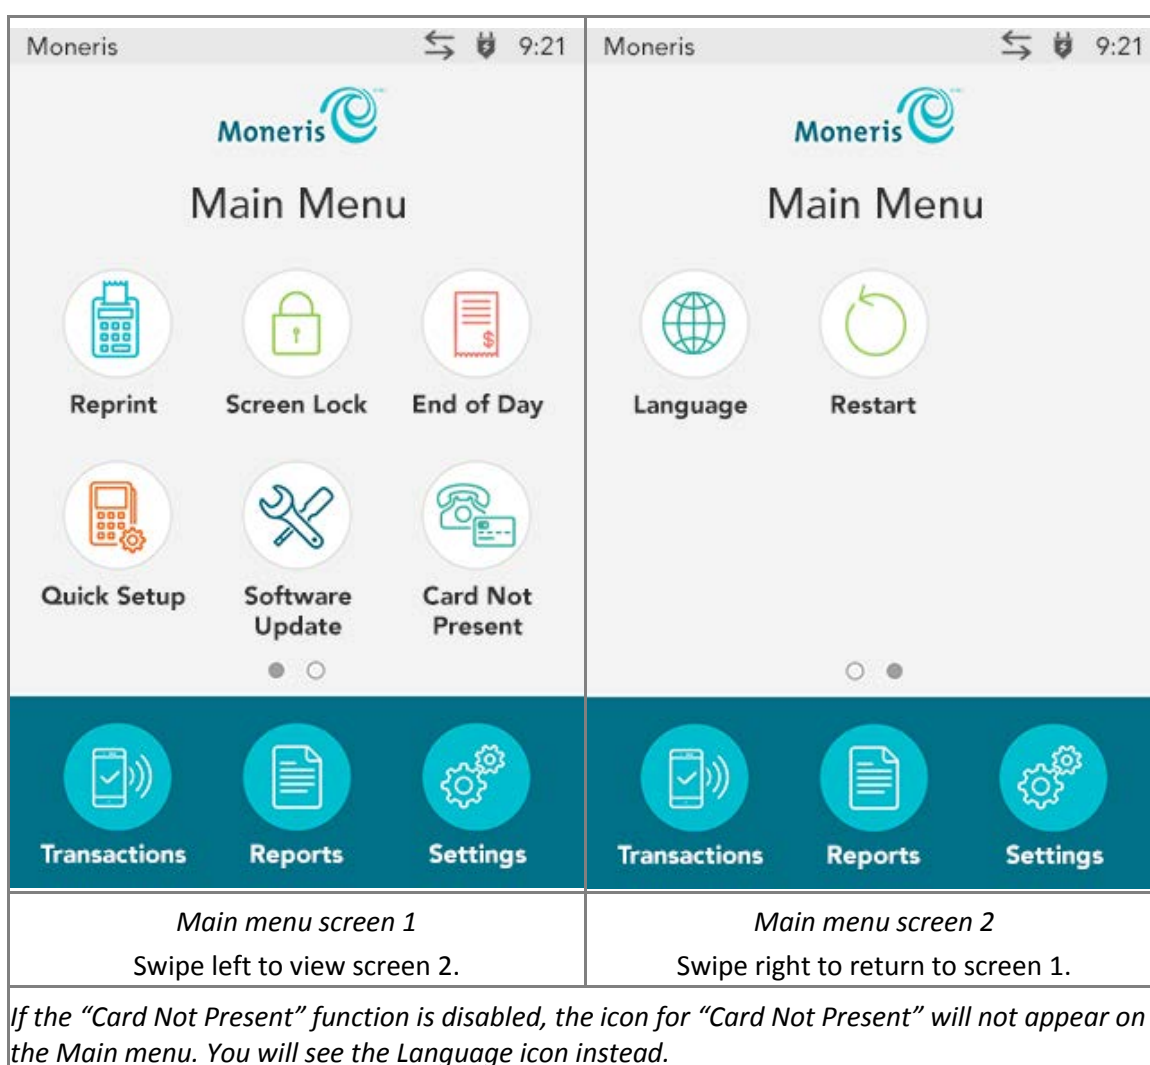 Moneris 9:21
Moneris
Main Menu
Reprint Screen Lock End of Day
$
Quick Setup Software Update Card Not Present
Transactions Reports Settings
Main menu screen 1
Swipe left to view screen 2.
Moneris 9:21
Moneris
Main Menu
Language Restart
Transactions Reports Settings
Main menu screen 2
Swipe right to return to screen 1.
If the “Card Not Present” function is disabled, the icon for “Card Not Present” will not appear on
the Main menu. You will see the Language icon instead.